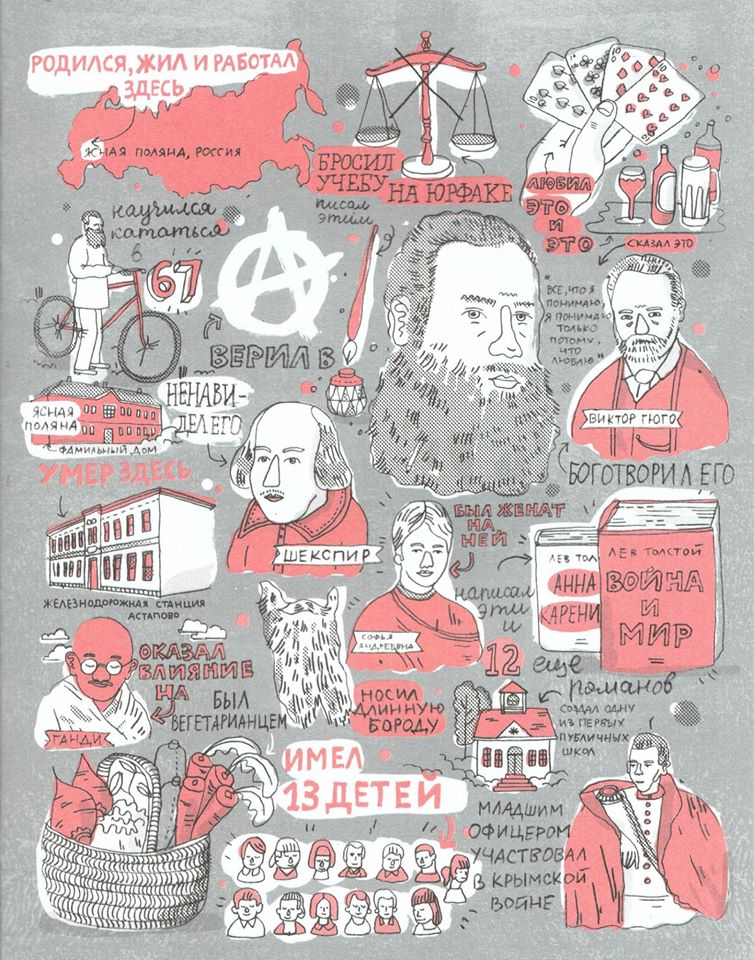 РОДИЛСЯ, ЖИЛ И РАБОТАЛ
ЗДЕСЬ
ЯСНАЯ ПОЛЯНА, РОССИЯ
БРОСИЛ
УЧЕБУ НА ЮРФАКЕ
ЛЮБИЛ
ЭТО
И
ЭТО
СКАЗАЛ ЭТО
научился
кататься
в
67
А
ВЕРИЛ В
писал
этим
"ВСЕ, ЧТО Я
ПОНИМАЮ,
Я ПОНИМАЮ
ТОЛЬКО
ПОТОМУ,
ЧТО
ЛЮБЛЮ"
ВИКТОР ГЮГО
БОГОТВОРИЛ ЕГО
ЯСНАЯ
ПОЛЯНА
ФАМИЛЬНЫЙ ДОМ
НЕНАВИ-
ДЕЛ ЕГО
ШЕКСПИР
УМЕР ЗДЕСЬ
ЖЕЛЕЗНОДОРОЖНАЯ СТАНЦИЯ
АСТАПОВО
БЫЛ ЖЕНАТ
НА
НЕЙ
СОФЬЯ
АНДРЕЕВНА
написал
эти
и
12 еще
романов
ЛЕВ ТОЛ
АННА
КАРЕНИ
ЛЕВ ТОЛСТОЙ
ВОЙНА
И
МИР
ОКАЗАЛ
ВЛИЯНИЕ
НА
ГАНДИ
БЫЛ
ВЕГЕТАРИАНЦЕМ
НОСИЛ
ДЛИННУЮ
БОРОДУ
СОЗДАЛ ОДНУ
ИЗ ПЕРВЫХ
ПУБЛИЧНЫХ
ШКОЛ
ИМЕЛ
13 ДЕТЕЙ
МЛАДШИМ
ОФИЦЕРОМ
УЧАСТВОВАЛ
В КРЫМСКОЙ
ВОЙНЕ